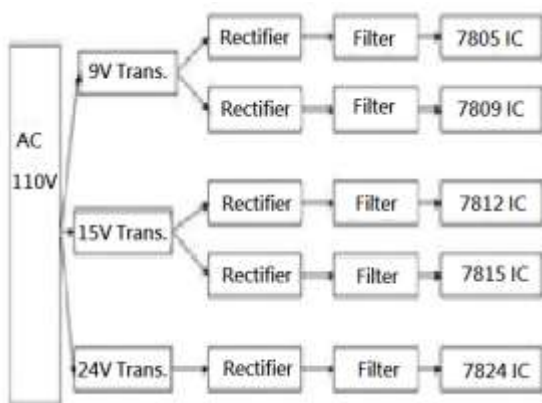 AC
110V
9V Trans.
Rectifier
Filter
7805 IC
Rectifier
Filter
7809 IC
15V Trans.
Rectifier
Filter
7812 IC
Rectifier
Filter
7815 IC
24V Trans.
Rectifier
Filter
7824 IC